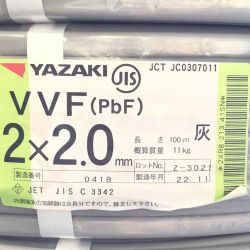 YAZAKI JIS JCT JC0307011
VVF(PbF)
2×2.0mm
長さ 100m 灰
概算質量 11kg
ロットNo. Z-3021
製造番号 0418 製造年月 22.11
JET JIS C 3342